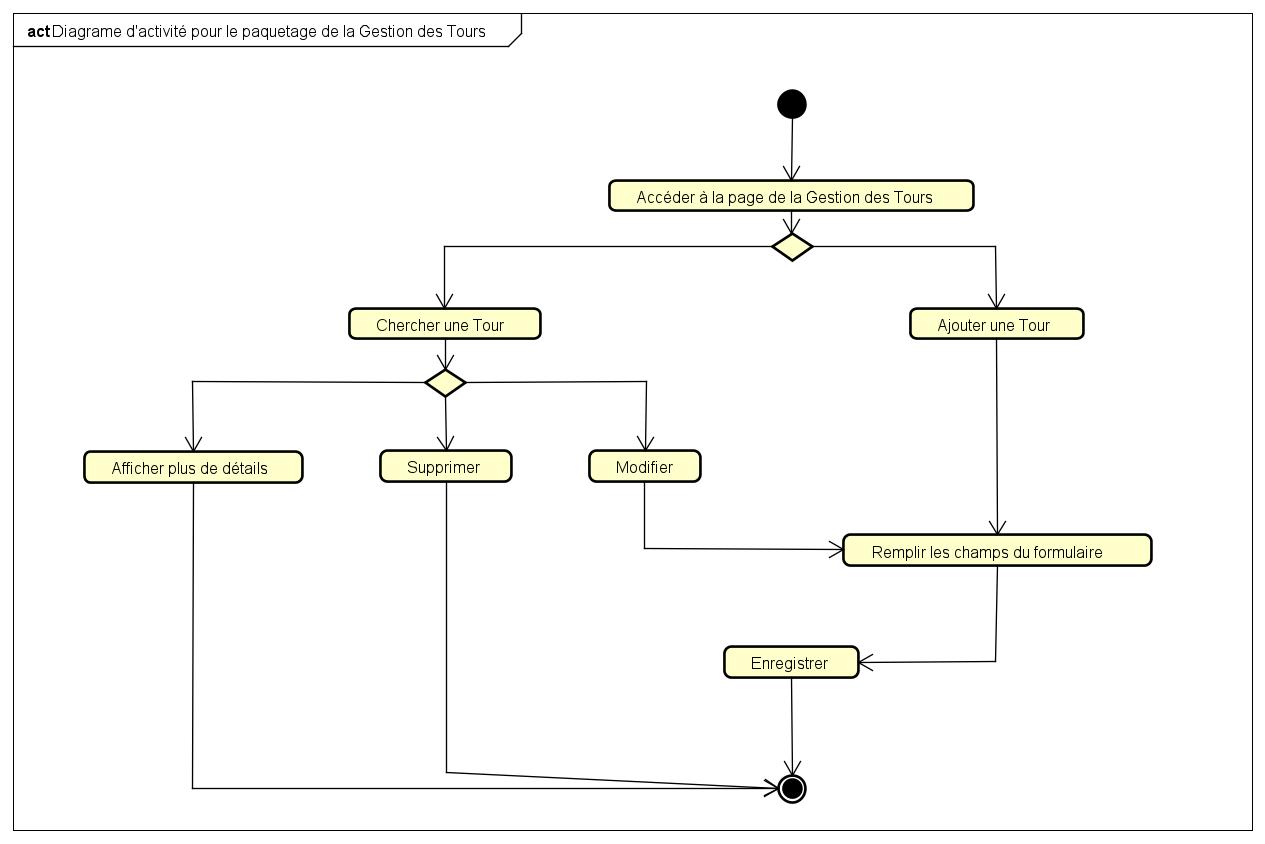 act Diagrame d'activité pour le paquetage de la Gestion des Tours
Accéder à la page de la Gestion des Tours
Chercher une Tour
Ajouter une Tour
Afficher plus de détails
Supprimer
Modifier
Remplir les champs du formulaire
Enregistrer